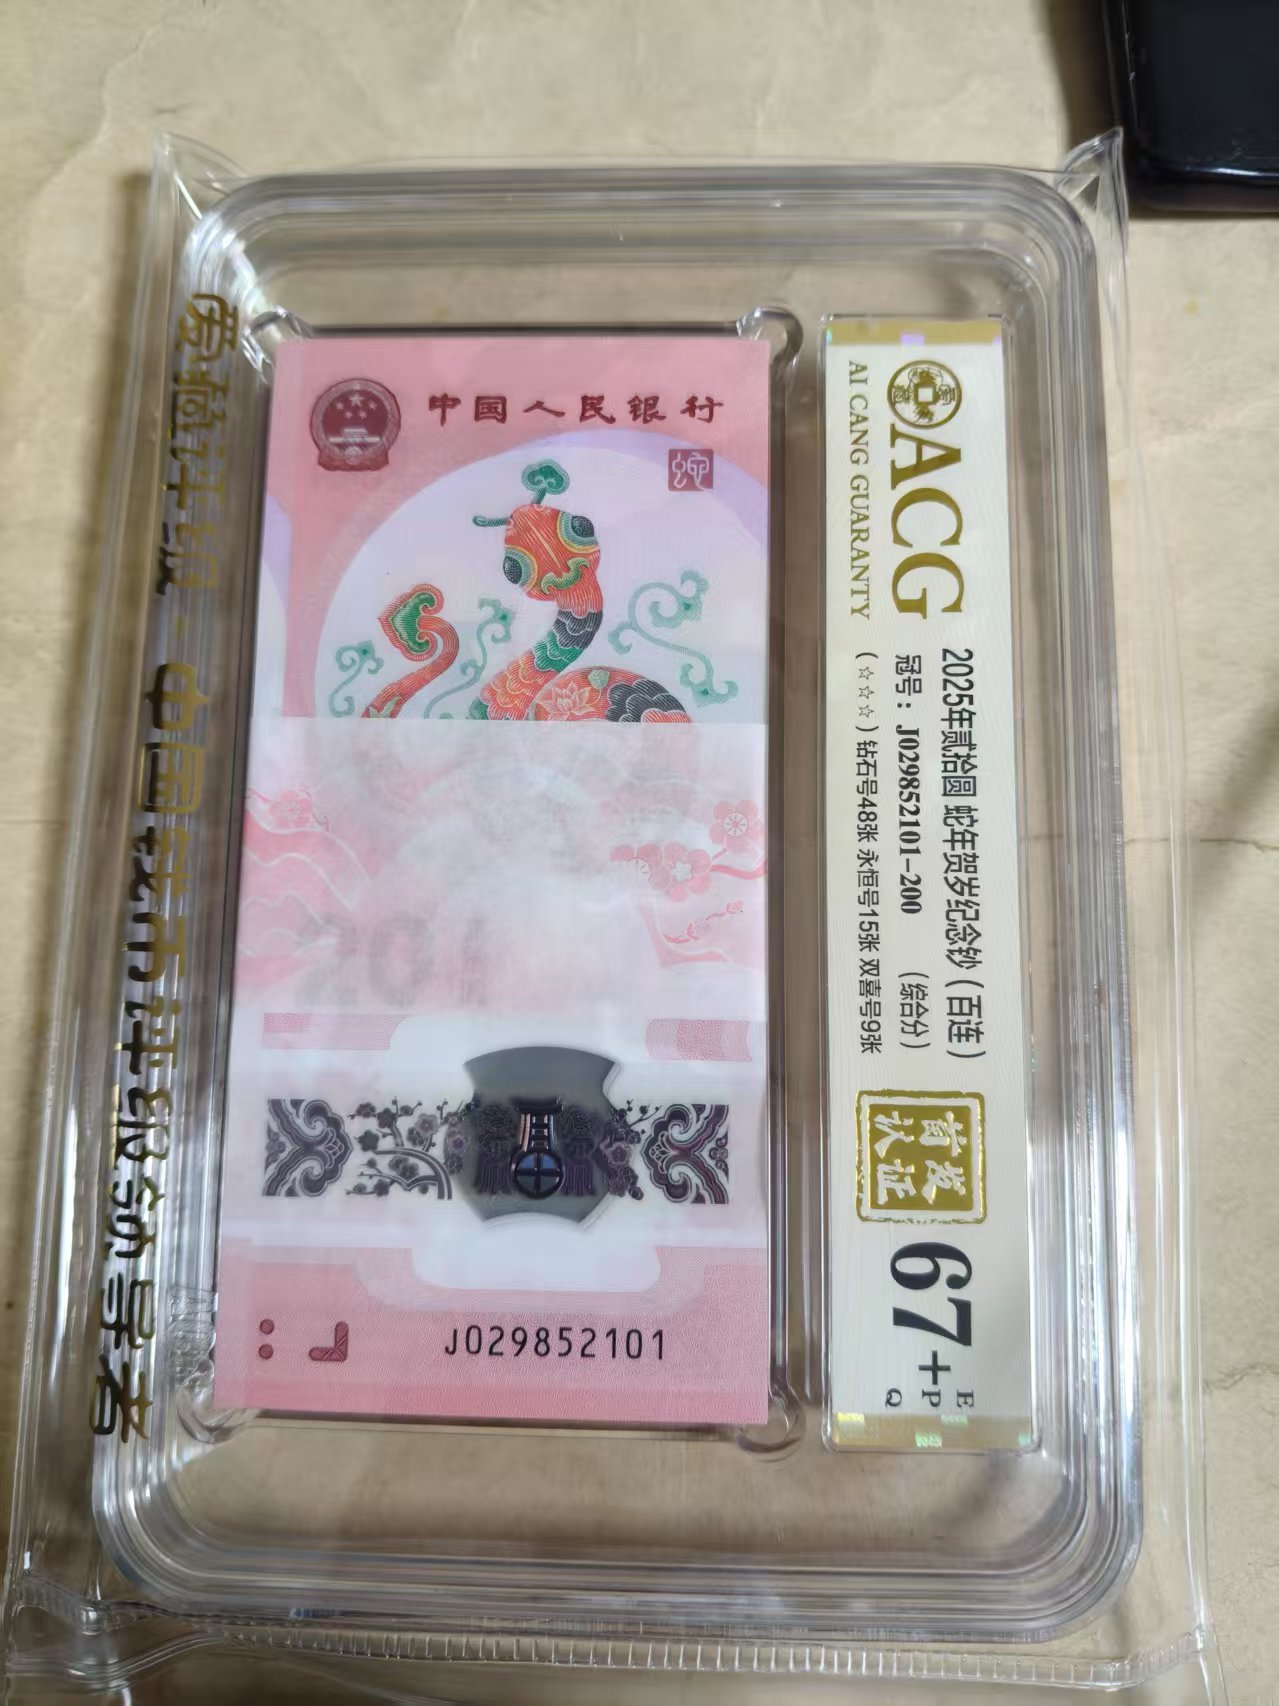 爱藏评级-中国钱币评级领导者
中国人民银行
蛇
J029852101
ACG
AI CANG GUARANTY
2025年贰拾圆 蛇年贺岁纪念钞（百连）
冠号：J029852101-200 （综合分）
（☆☆☆）钻石号48张 永恒号15张 双喜号9张
首发
认证
67+
E
P
Q